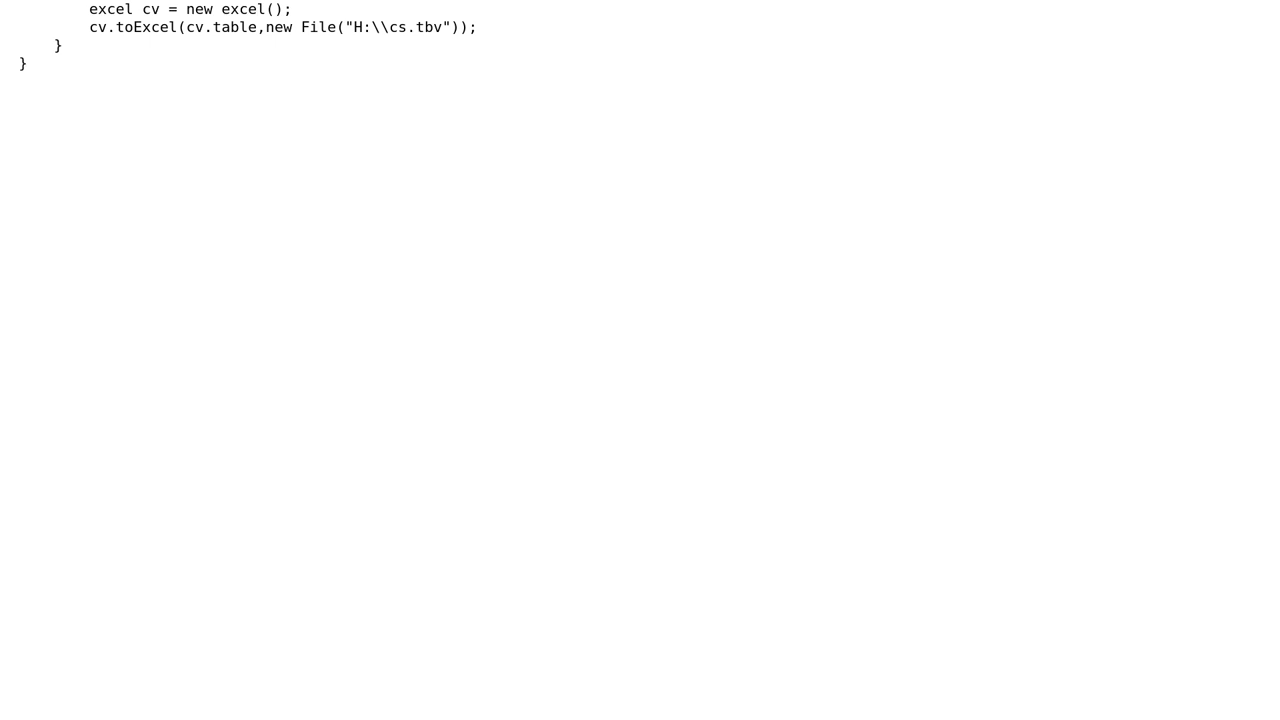 excel cv = new excel();
        cv.toExcel(cv.table,new File("H:\\cs.tbv"));
    }
}